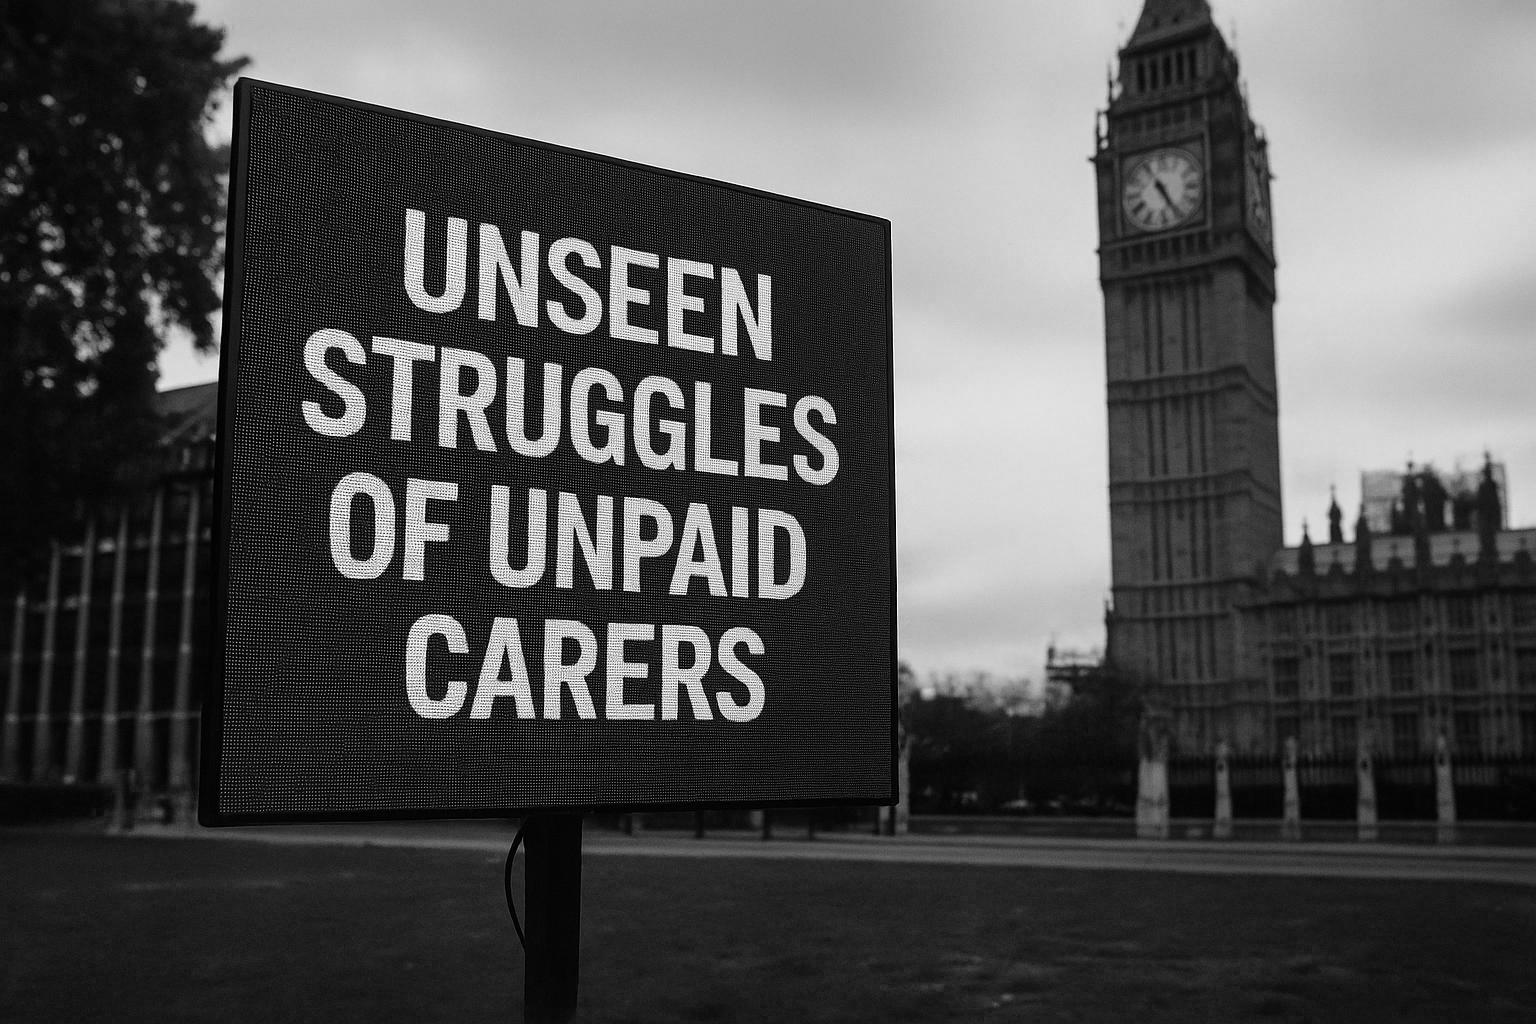 UNSEEN
STRUGGLES
OF UNPAID
CARERS